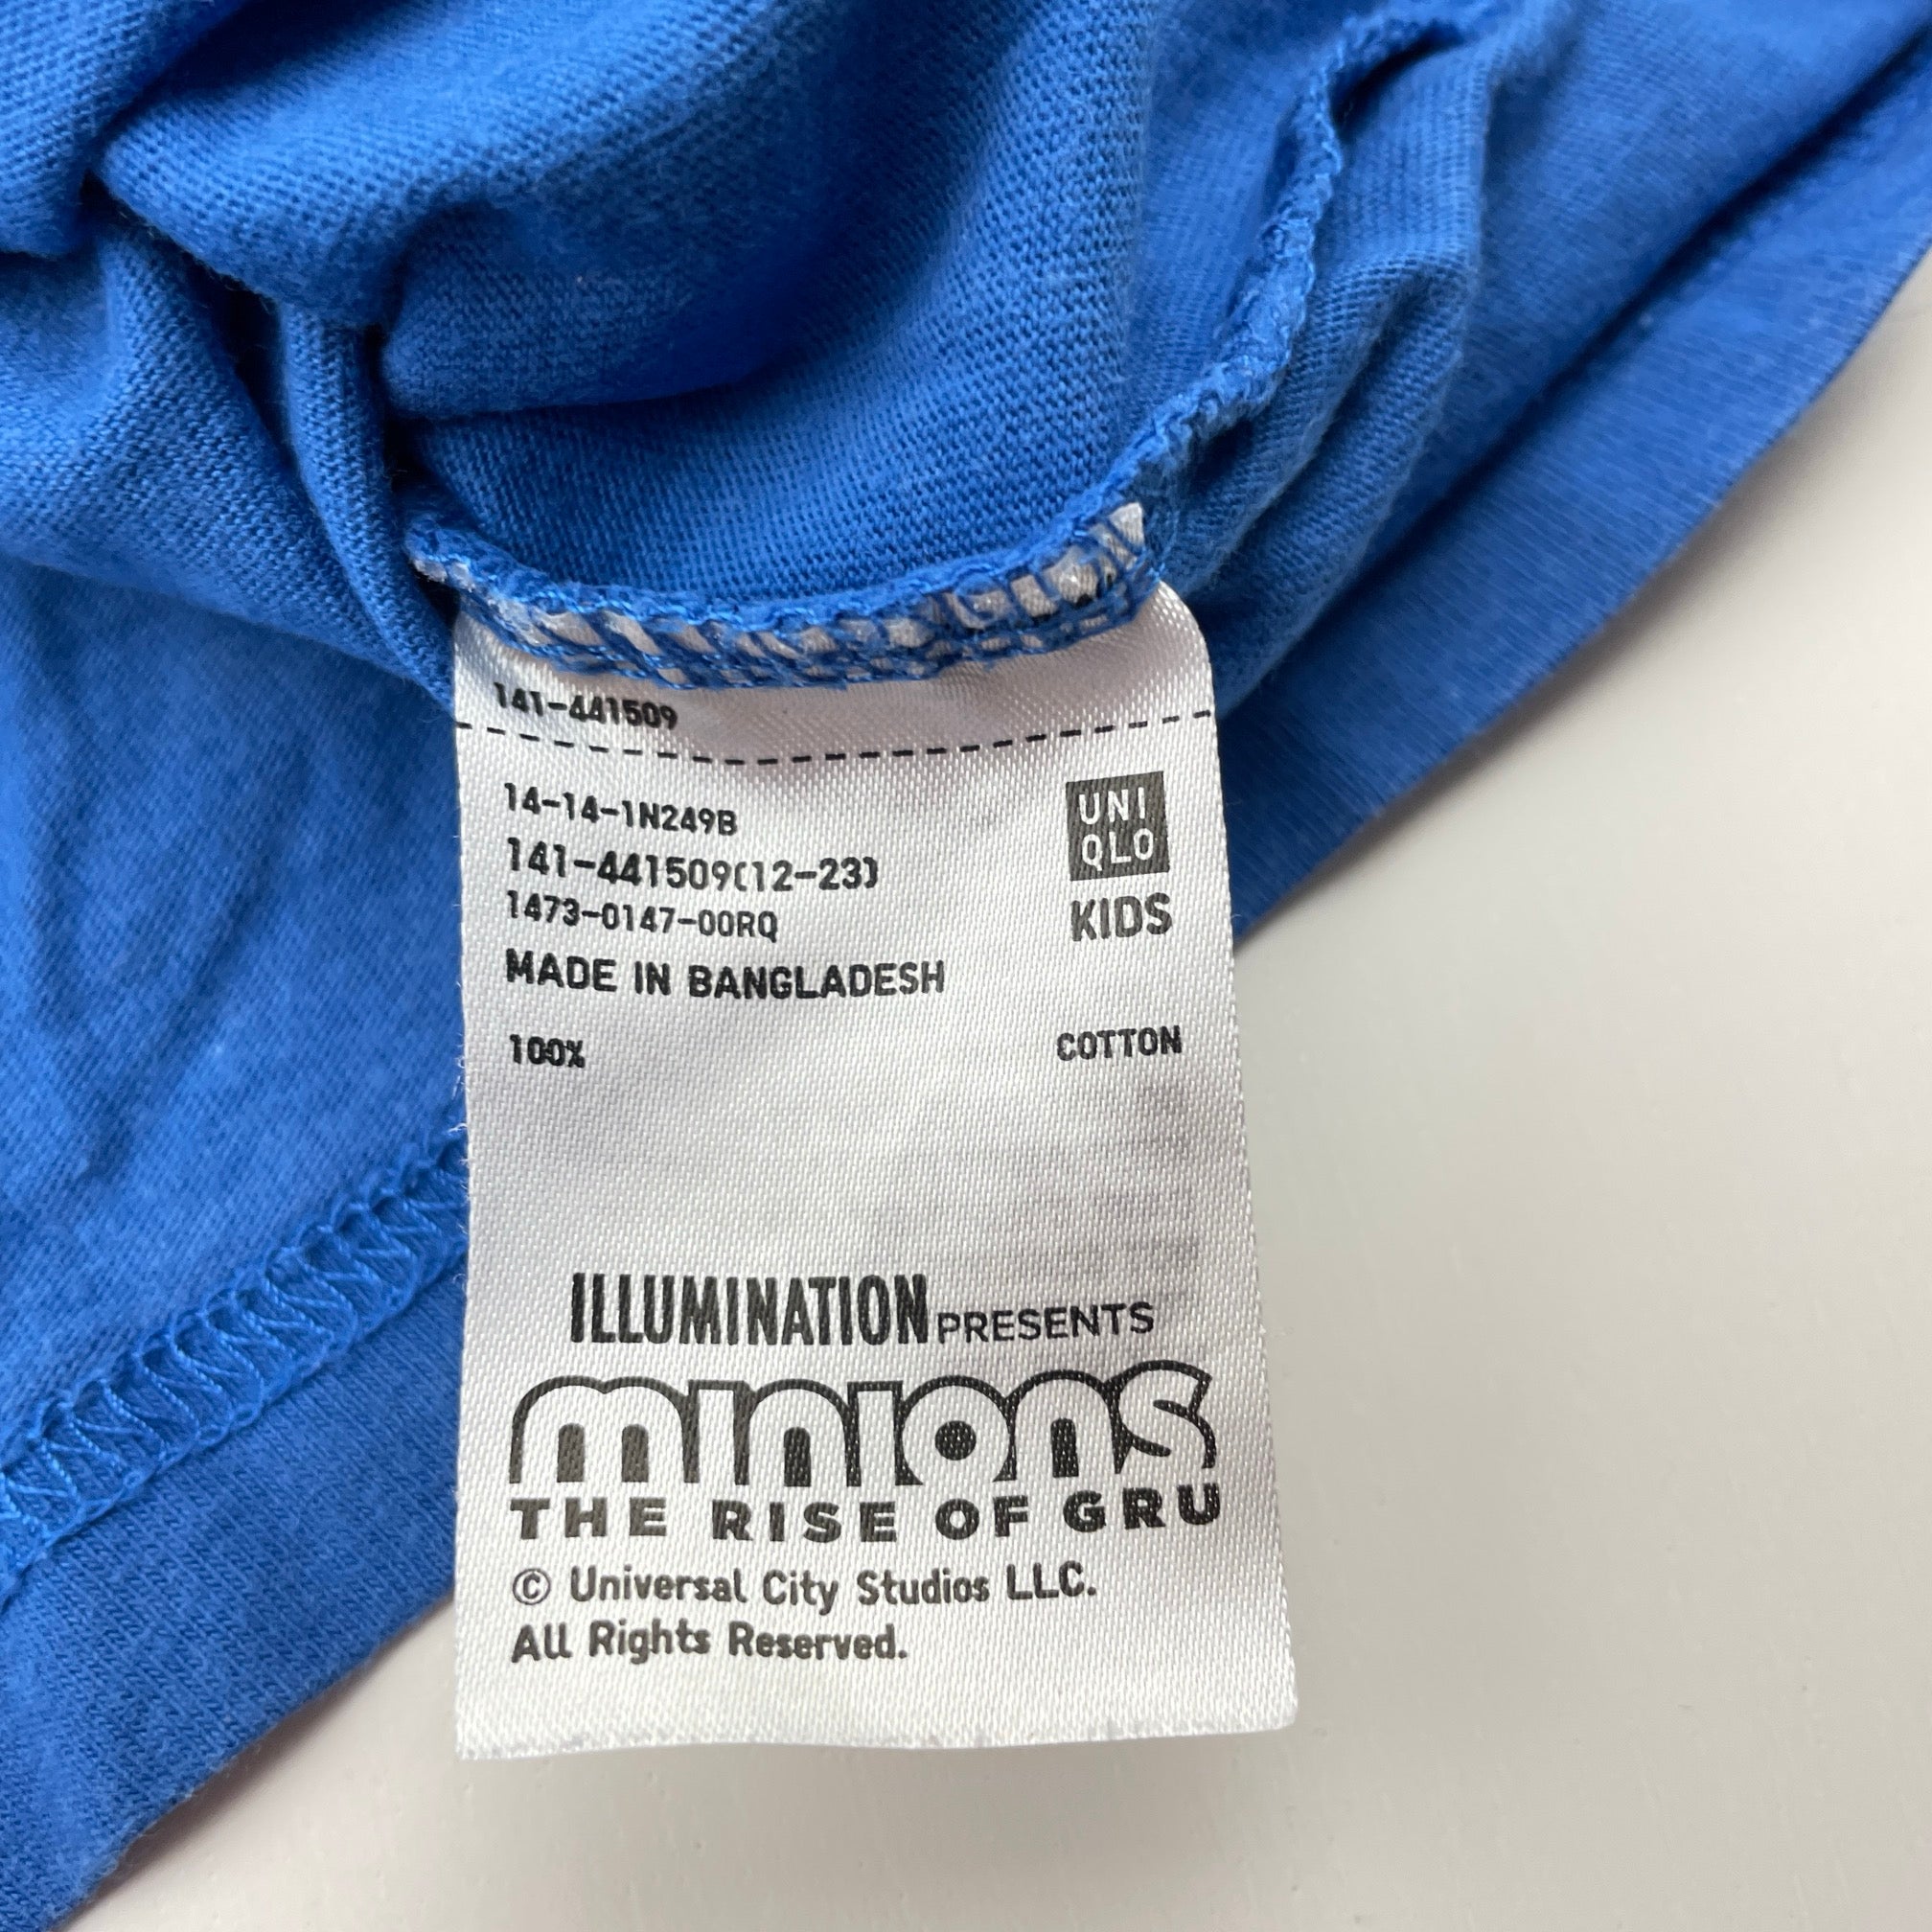 141-441509
14-14-1N249B
141-441509(12-23)
1473-0147-00RQ
MADE IN BANGLADESH
UNI
QLO
KIDS
100% COTTON
ILLUMINATION PRESENTS
minions
THE RISE OF GRU
© Universal City Studios LLC.
All Rights Reserved.